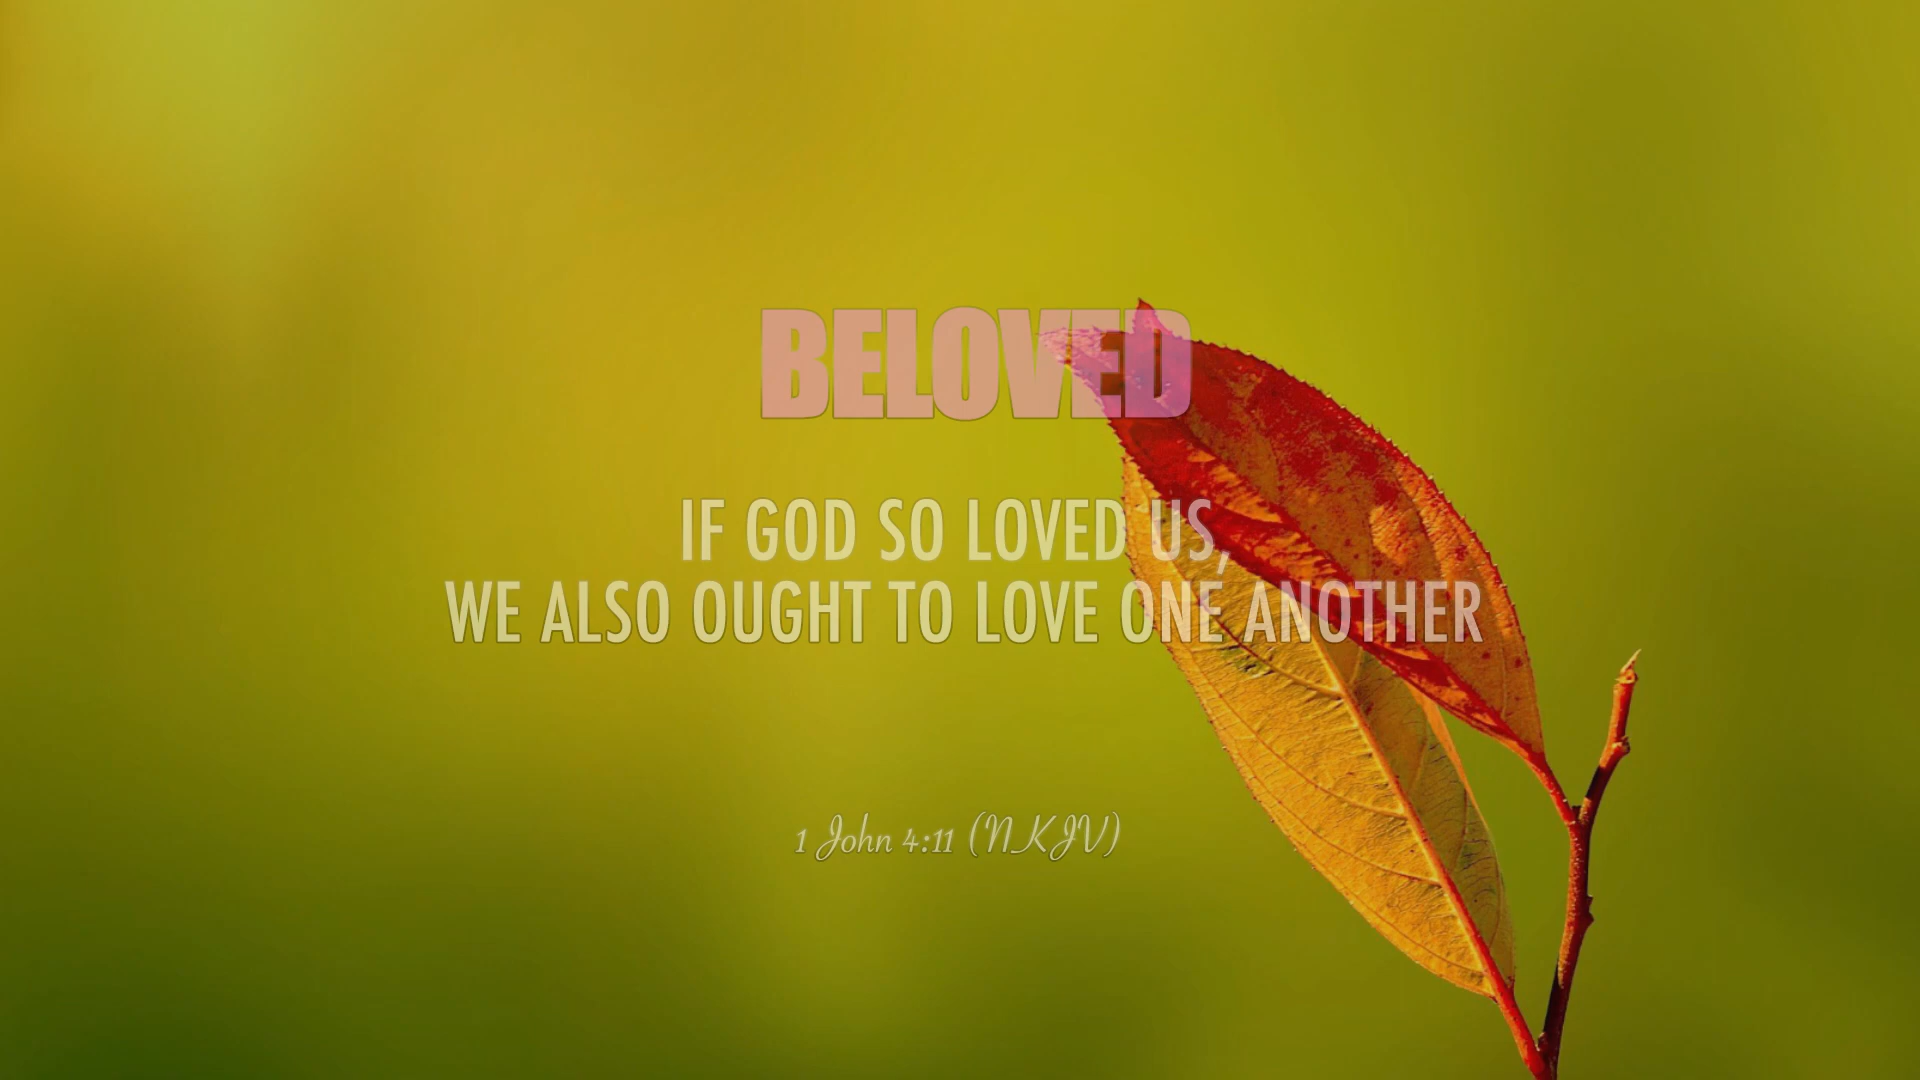 BELOVED
IF GOD SO LOVED US,
WE ALSO OUGHT TO LOVE ONE ANOTHER
1 John 4:11 (NKJV)